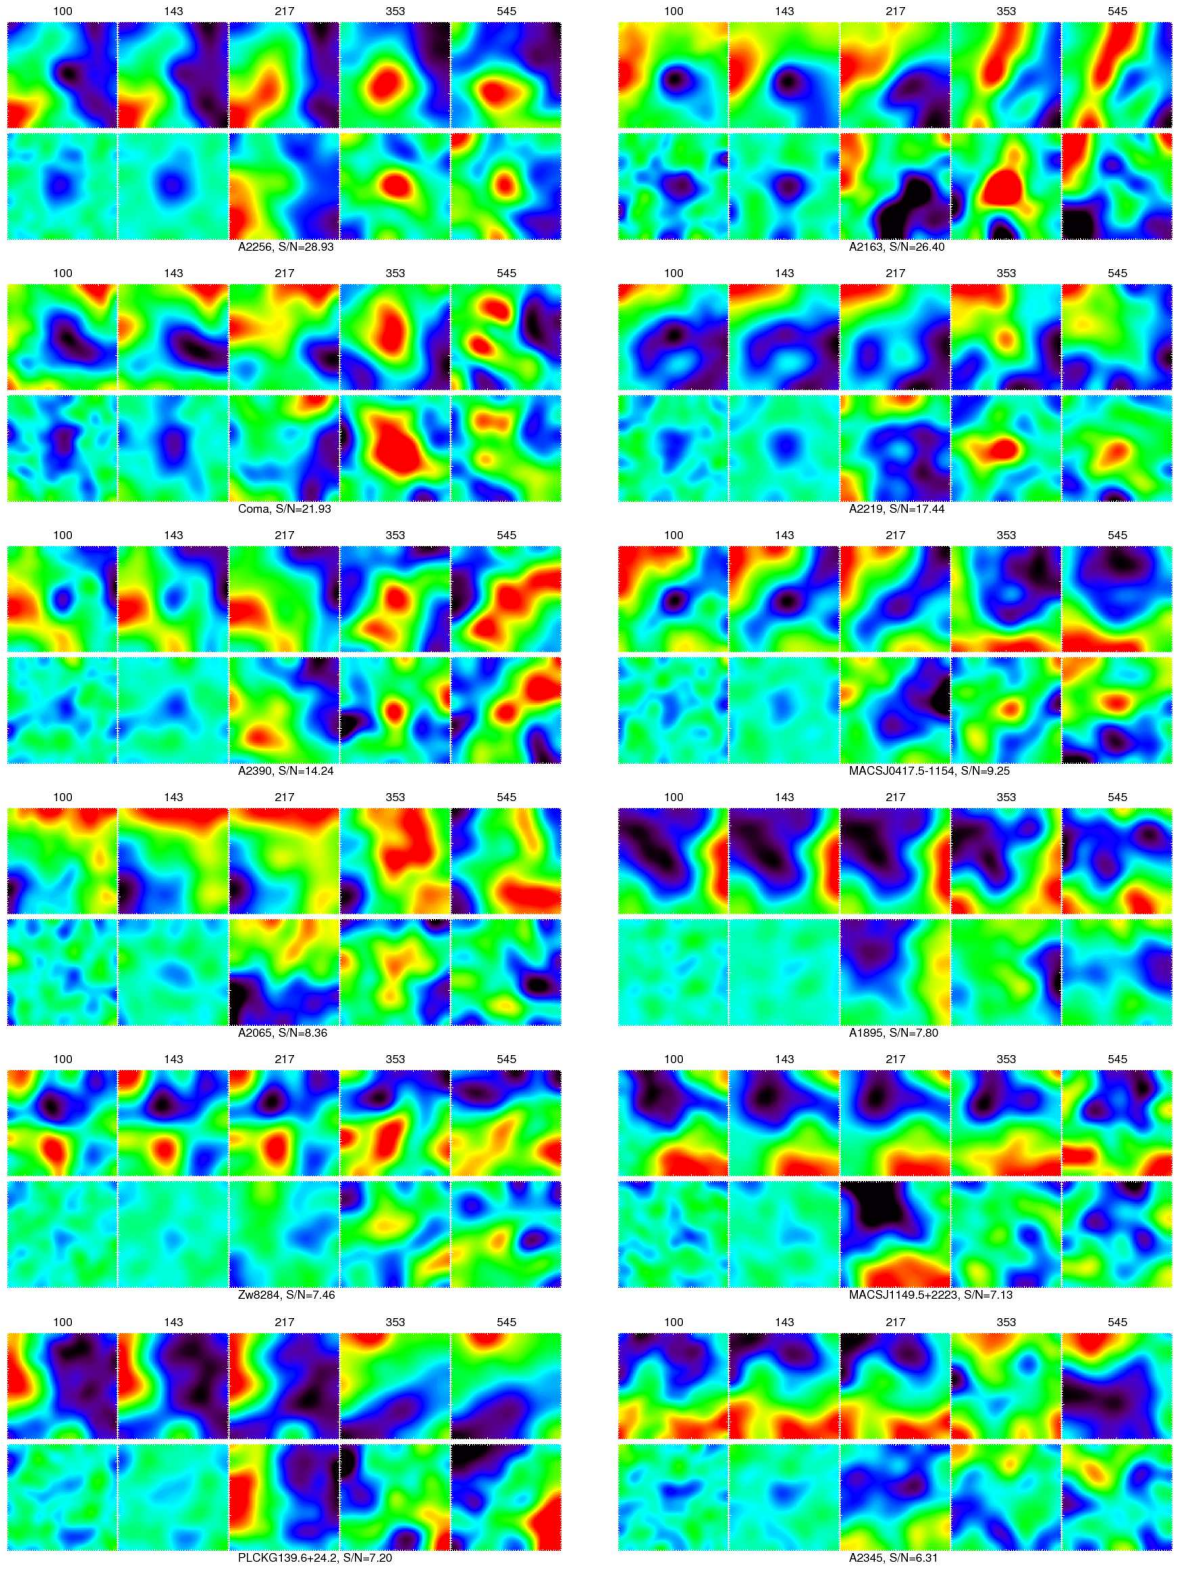 100 143 217 353 545 100 143 217 353 545
A2256, S/N=28.93 A2163, S/N=26.40
100 143 217 353 545 100 143 217 353 545
Coma, S/N=21.93 A2219, S/N=17.44
100 143 217 353 545 100 143 217 353 545
A2390, S/N=14.24 MACSJ0417.5-1154, S/N=9.25
100 143 217 353 545 100 143 217 353 545
A2065, S/N=8.36 A1895, S/N=7.80
100 143 217 353 545 100 143 217 353 545
Zw8284, S/N=7.46 MACSJ1149.5+2223, S/N=7.13
100 143 217 353 545 100 143 217 353 545
PLCKG139.6+24.2, S/N=7.20 A2345, S/N=6.31